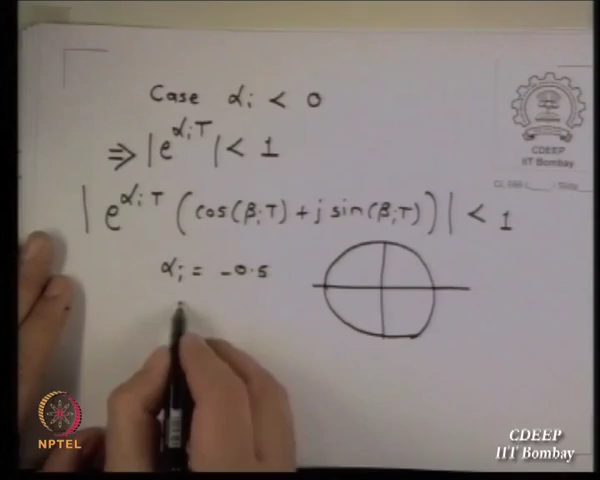 Case αi < 0
⇒ |e^{αiT}| < 1
|e^{αiT} (cos(βiT) + j sin(βiT))| < 1
αi = -0.5
CDEEP
IIT Bombay
NPTEL
CDEEP
IIT Bombay